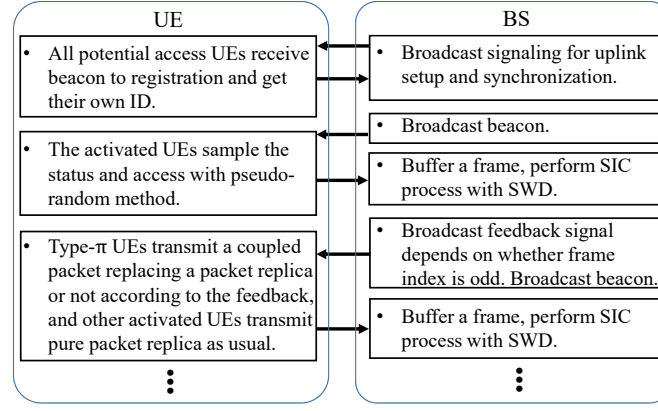 UE
• All potential access UEs receive
beacon to registration and get
their own ID.
• The activated UEs sample the
status and access with pseudo-
random method.
• Type-π UEs transmit a coupled
packet replacing a packet replica
or not according to the feedback,
and other activated UEs transmit
pure packet replica as usual.
BS
• Broadcast signaling for uplink
setup and synchronization.
• Broadcast beacon.
• Buffer a frame, perform SIC
process with SWD.
• Broadcast feedback signal
depends on whether frame
index is odd. Broadcast beacon.
• Buffer a frame, perform SIC
process with SWD.